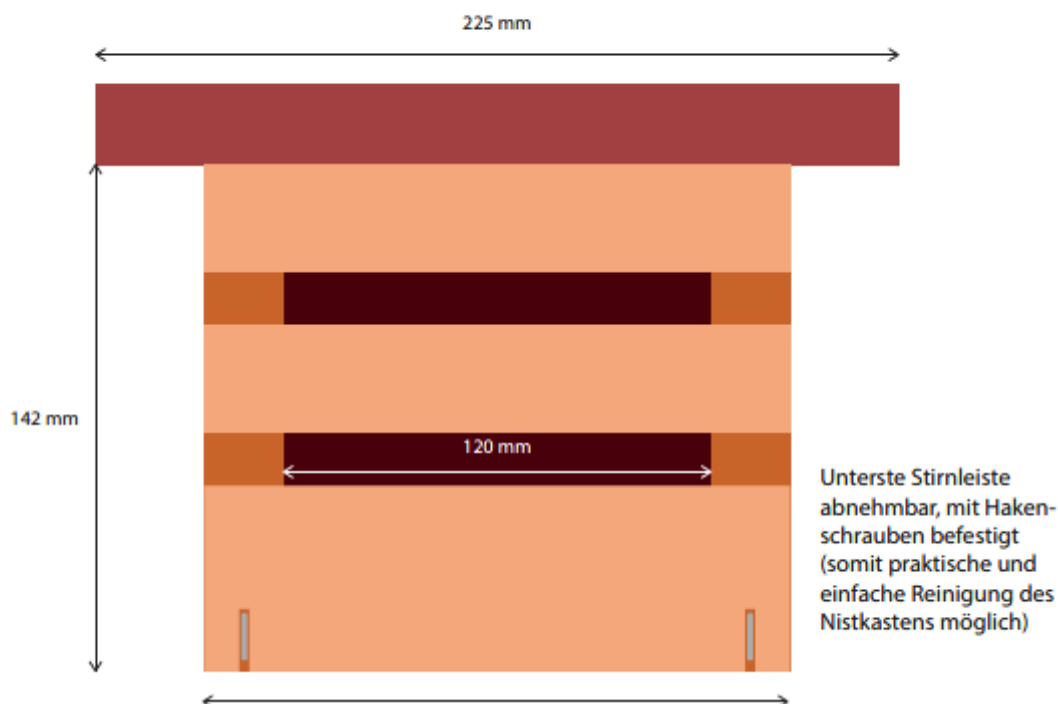 225 mm
142 mm
120 mm
Unterste Stirnleiste
abnehmbar, mit Haken-
schrauben befestigt
(somit praktische und
einfache Reinigung des
Nistkastens möglich)